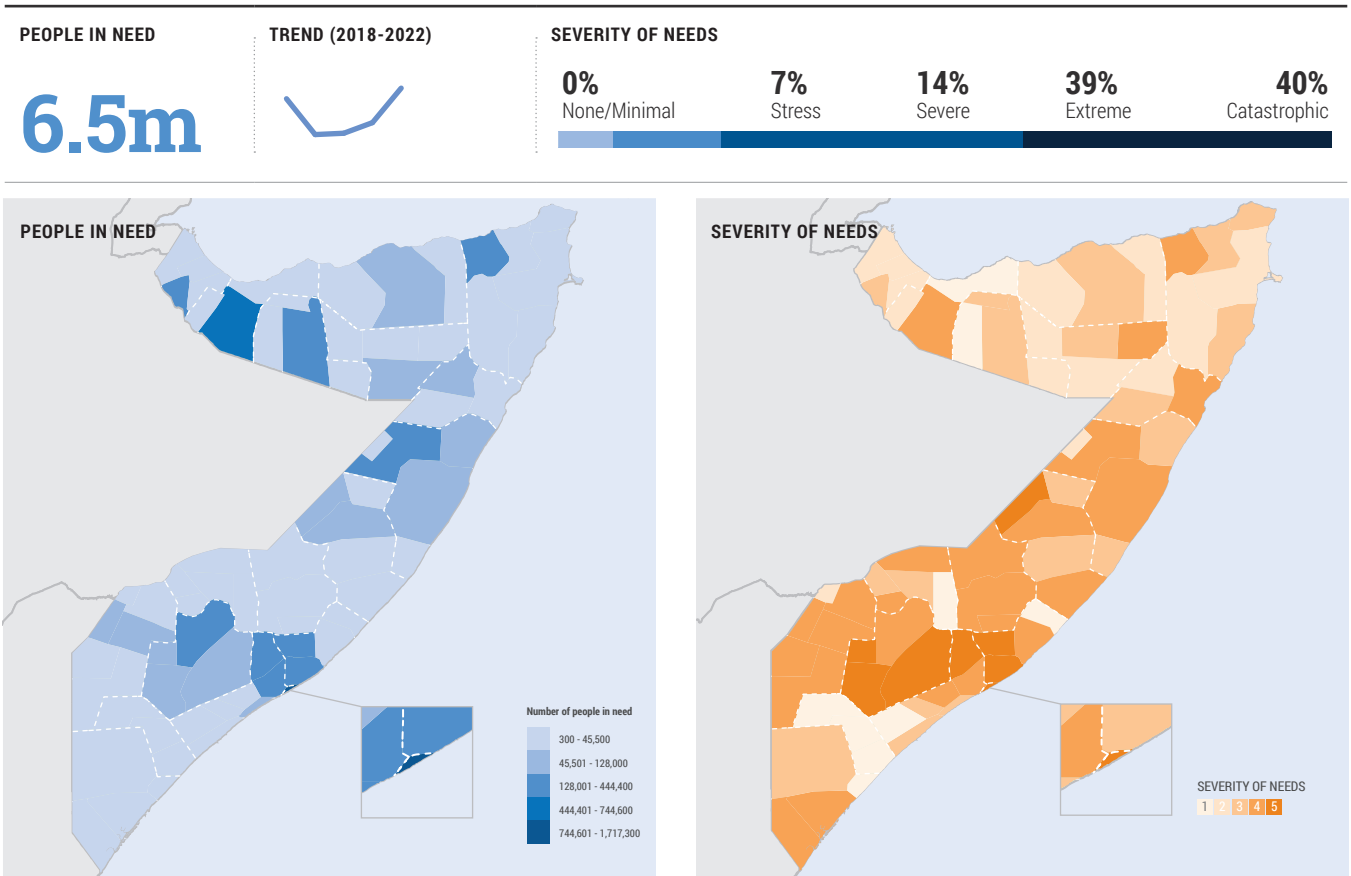 PEOPLE IN NEED
TREND (2018-2022)
SEVERITY OF NEEDS
6.5m
0%
7%
14%
39%
40%
None/Minimal
Stress
Severe
Extreme
Catastrophic
PEOPLE IN NEED
Number of people in need
300 - 45,500
45,501 - 128,000
128,001 - 444,400
444,401 - 744,600
744,601 - 1,717,300
SEVERITY OF NEEDS
SEVERITY OF NEEDS
1 2 3 4 5